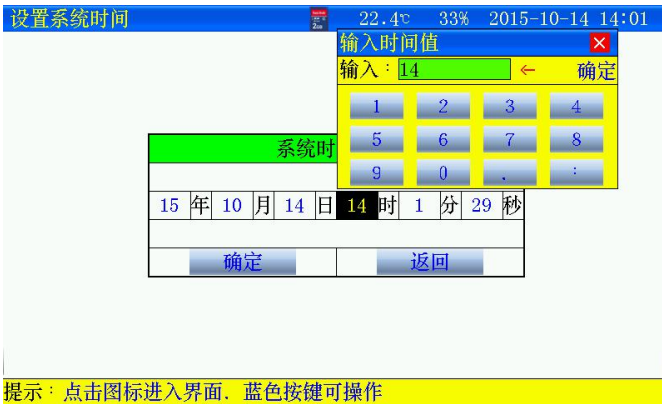 设置系统时间 22.4℃ 33% 2015-10-14 14:01
输入时间值
输入:14 ← 确定
1 2 3 4
5 6 7 8
9 0 . :
系统时
15 年 10 月 14 日 14 时 1 分 29 秒
确定 返回
提示:点击图标进入界面. 蓝色按键可操作